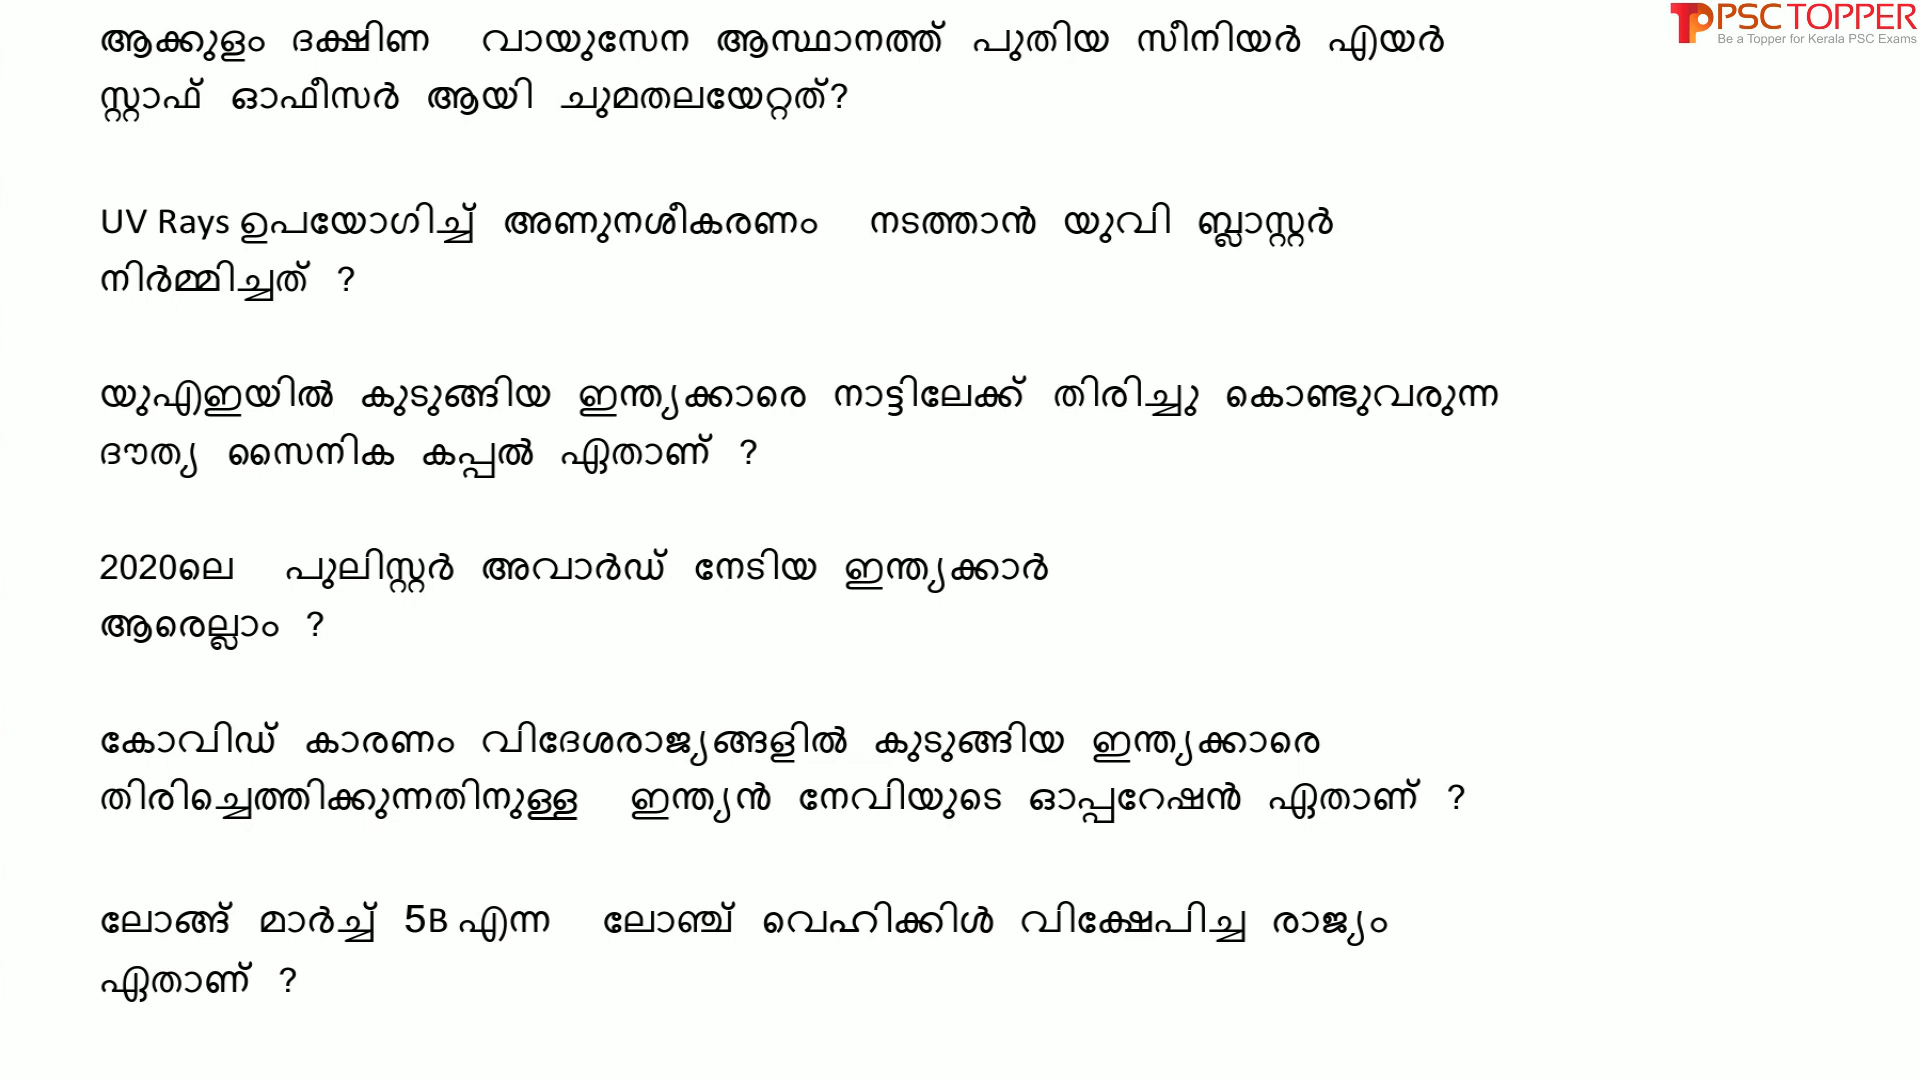 PSC TOPPER
Be a Topper for Kerala PSC Exams
ആക്കുളം ദക്ഷിണ വായുസേന ആസ്ഥാനത്ത് പുതിയ സീനിയർ എയർ
സ്റ്റാഫ് ഓഫീസർ ആയി ചുമതലയേറ്റത്?
UV Rays ഉപയോഗിച്ച് അണുനശീകരണം നടത്താൻ യുവി ബ്ലാസ്റ്റർ
നിർമ്മിച്ചത് ?
യുഎഇയിൽ കുടുങ്ങിയ ഇന്ത്യക്കാരെ നാട്ടിലേക്ക് തിരിച്ചു കൊണ്ടുവരുന്ന
ദൗത്യ സൈനിക കപ്പൽ ഏതാണ് ?
2020ലെ പുലിസ്റ്റർ അവാർഡ് നേടിയ ഇന്ത്യക്കാർ
ആരെല്ലാം ?
കോവിഡ് കാരണം വിദേശരാജ്യങ്ങളിൽ കുടുങ്ങിയ ഇന്ത്യക്കാരെ
തിരിച്ചെത്തിക്കുന്നതിനുള്ള ഇന്ത്യൻ നേവിയുടെ ഓപ്പറേഷൻ ഏതാണ് ?
ലോങ്ങ് മാർച്ച് 5B എന്ന ലോഞ്ച് വെഹിക്കിൾ വിക്ഷേപിച്ച രാജ്യം
ഏതാണ് ?